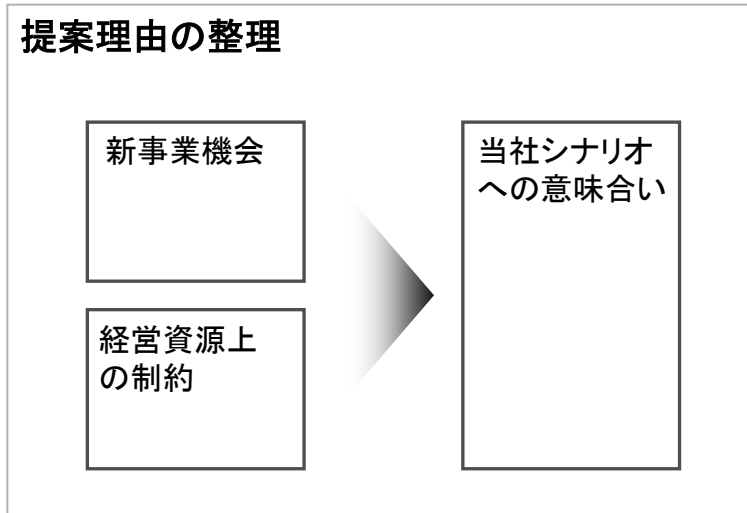 提案理由の整理
新事業機会
経営資源上
の制約
当社シナリオ
への意味合い